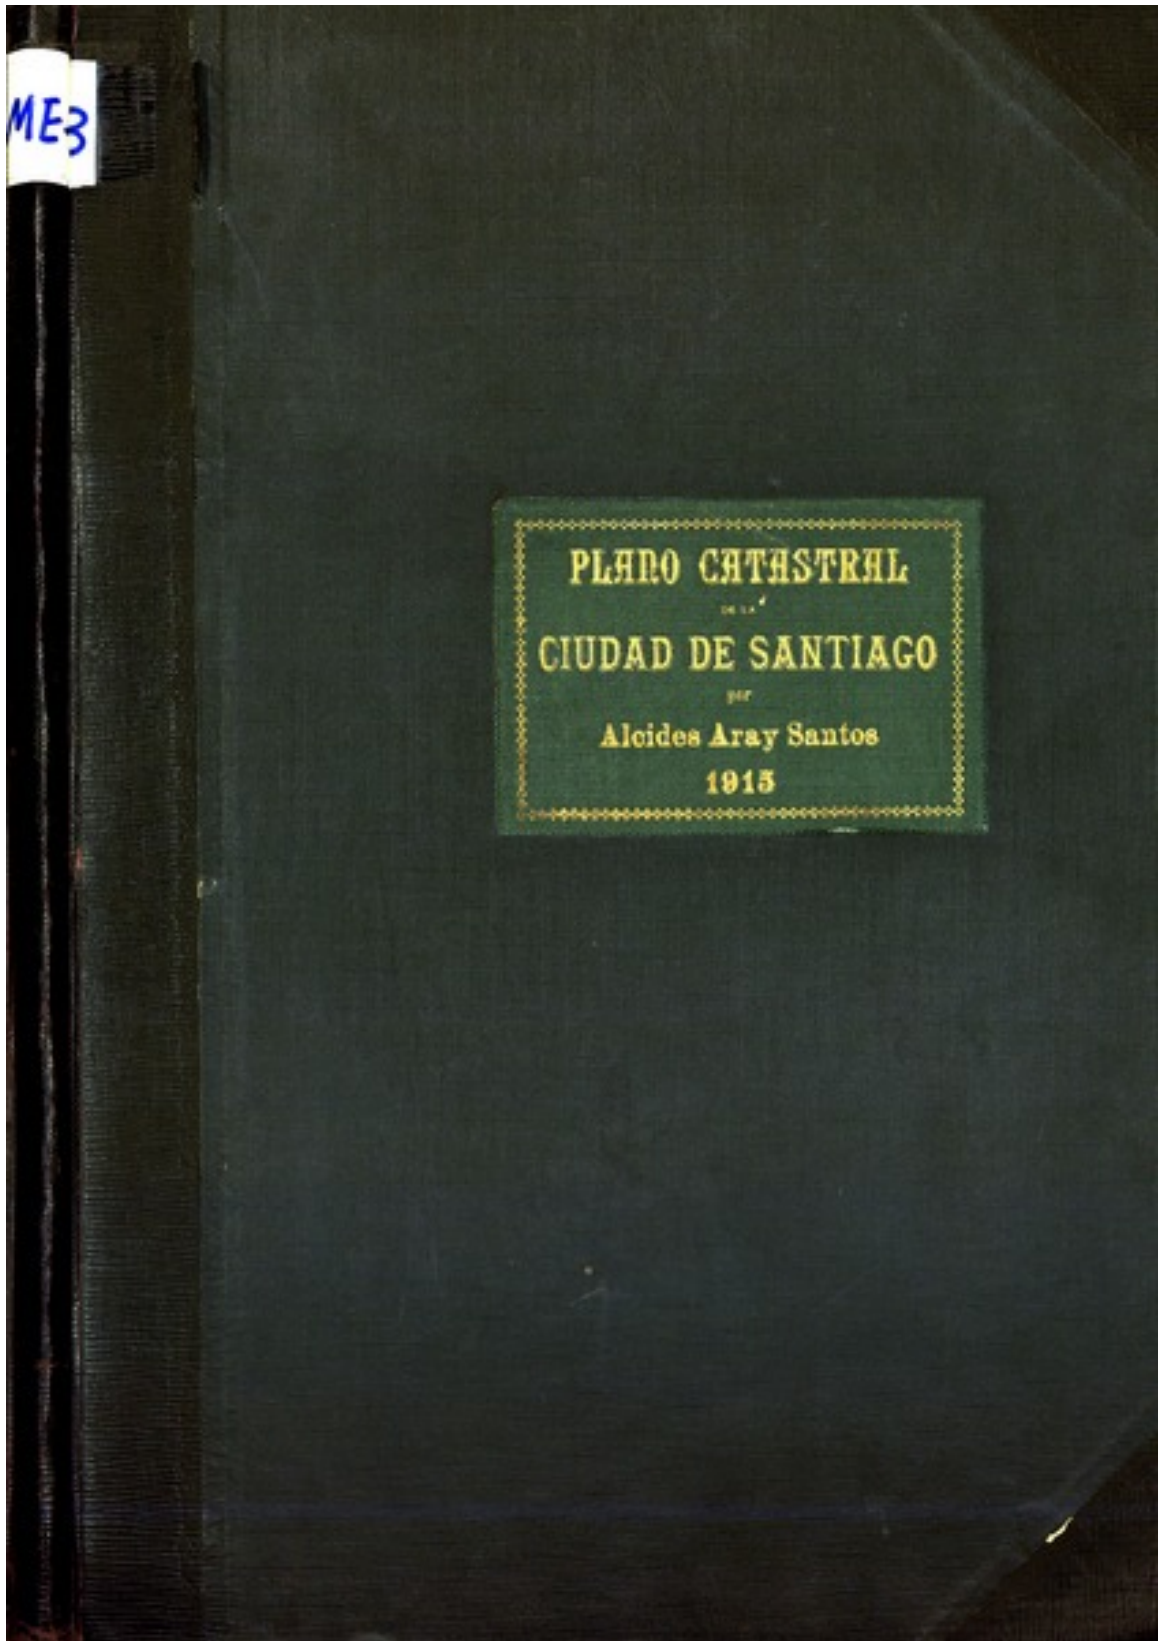 ME3
PLANO CATASTRAL
DE LA
CIUDAD DE SANTIAGO
por
Alcides Aray Santos
1915